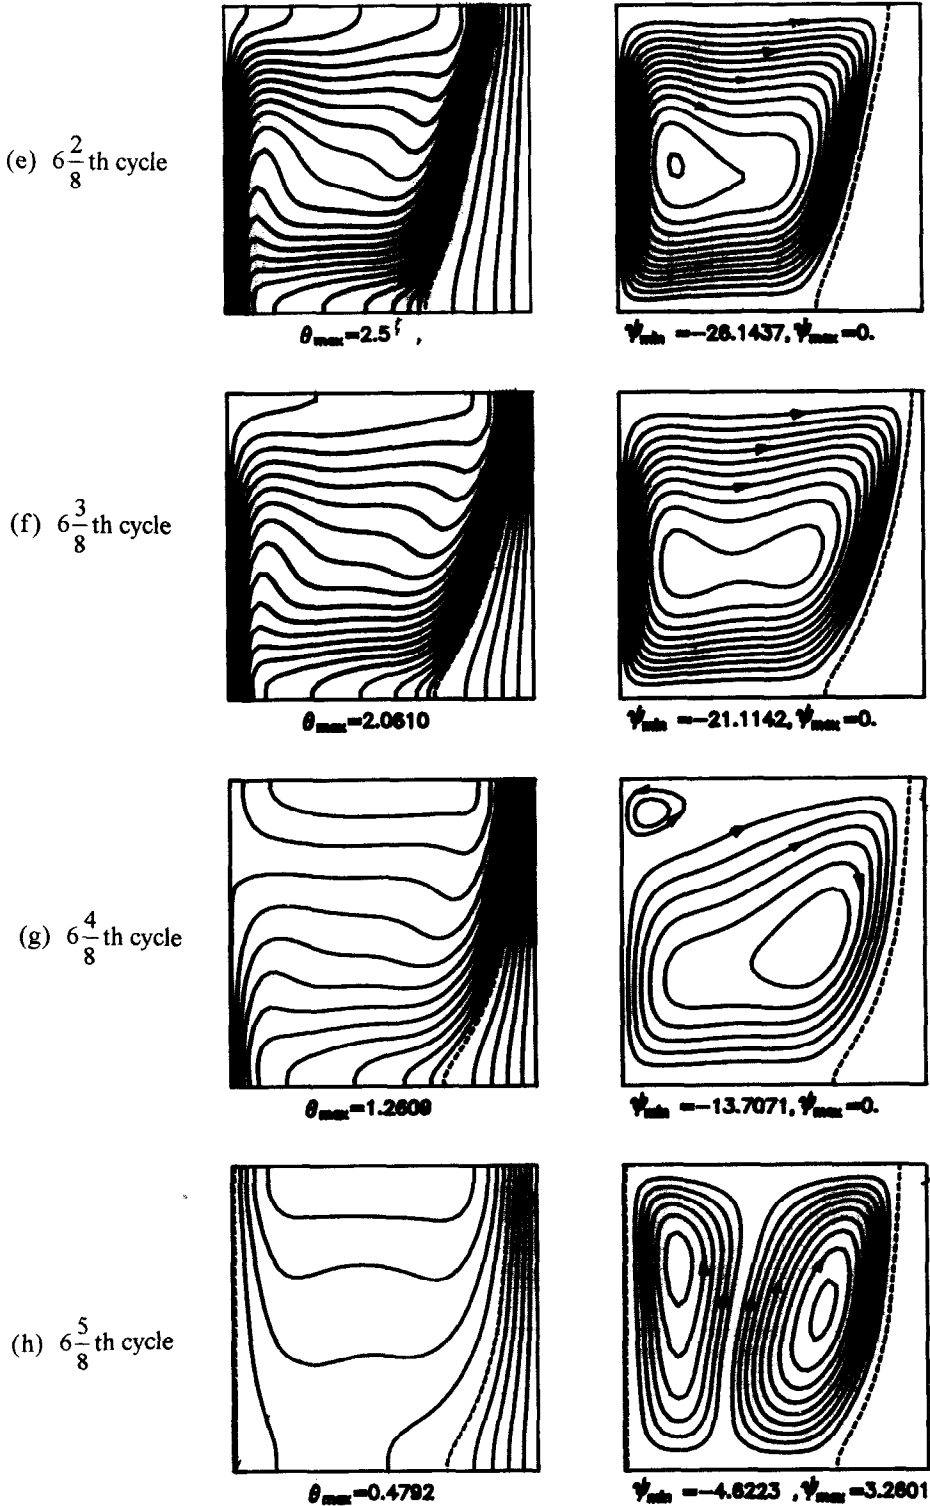 (e) 6 2/8 th cycle
θmax=2.5
ψmin =-26.1437, ψmax=0.
(f) 6 3/8 th cycle
θmax=2.0610
ψmin =-21.1142, ψmax=0.
(g) 6 4/8 th cycle
θmax=1.2609
ψmin =-13.7071, ψmax=0.
(h) 6 5/8 th cycle
θmax=0.4792
ψmin =-4.6223 , ψmax=3.2601